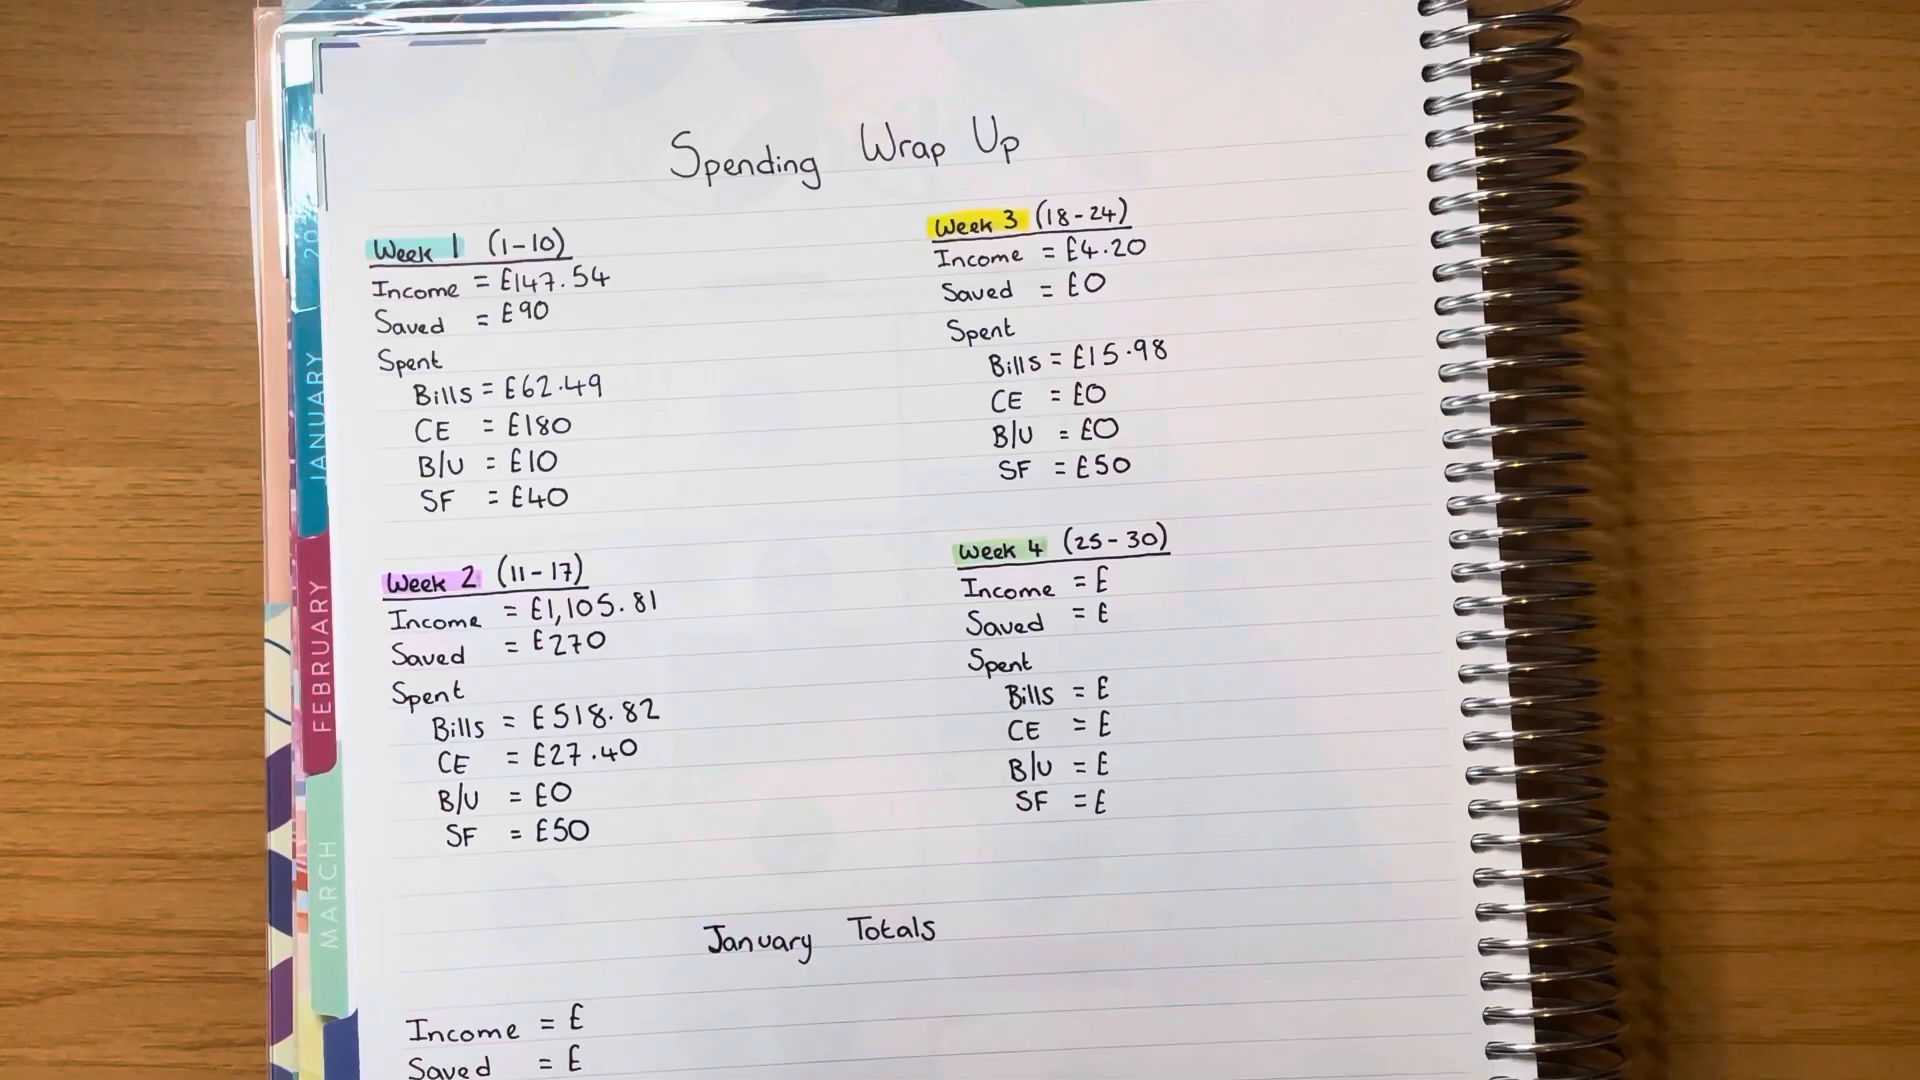 Spending Wrap Up
Week 1 (1-10)
Income = £147.54
Saved = £90
Spent
Bills = £62.49
CE = £180
B/U = £10
SF = £40
Week 2 (11-17)
Income = £1,105.81
Saved = £270
Spent
Bills = £518.82
CE = £27.40
B/U = £0
SF = £50
Week 3 (18-24)
Income = £4.20
Saved = £0
Spent
Bills = £15.98
CE = £0
B/U = £0
SF = £50
Week 4 (25-30)
Income = £
Saved = £
Spent
Bills = £
CE = £
B/U = £
SF = £
January Totals
Income = £
Saved = £
JANUARY
FEBRUARY
MARCH